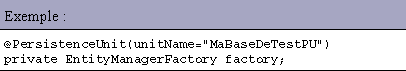 Exemple :
@PersistenceUnit(unitName="MaBaseDeTestPU")
private EntityManagerFactory factory;